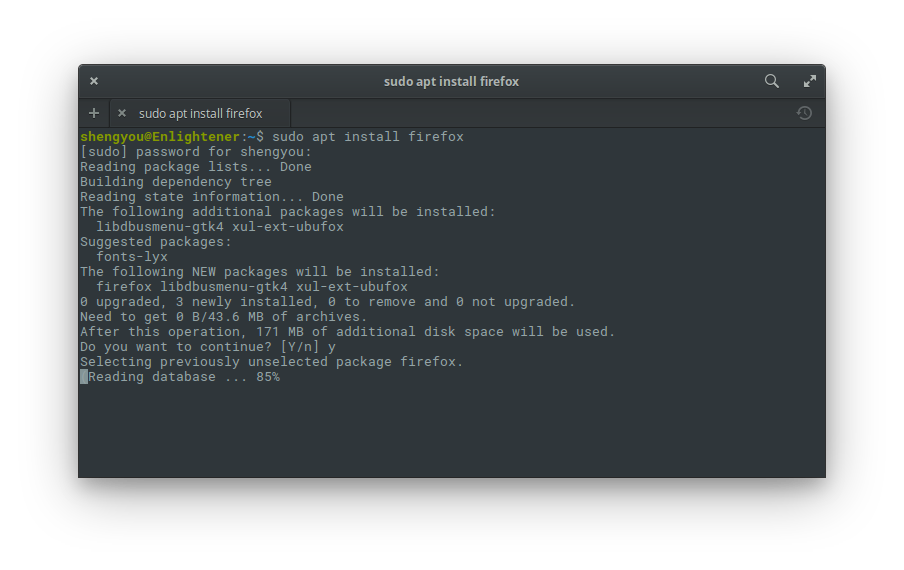 sudo apt install firefox
sudo apt install firefox
shengyou@Enlightener:~$ sudo apt install firefox
[sudo] password for shengyou:
Reading package lists... Done
Building dependency tree
Reading state information... Done
The following additional packages will be installed:
  libdbusmenu-gtk4 xul-ext-ubufox
Suggested packages:
  fonts-lyx
The following NEW packages will be installed:
  firefox libdbusmenu-gtk4 xul-ext-ubufox
0 upgraded, 3 newly installed, 0 to remove and 0 not upgraded.
Need to get 0 B/43.6 MB of archives.
After this operation, 171 MB of additional disk space will be used.
Do you want to continue? [Y/n] y
Selecting previously unselected package firefox.
Reading database ... 85%